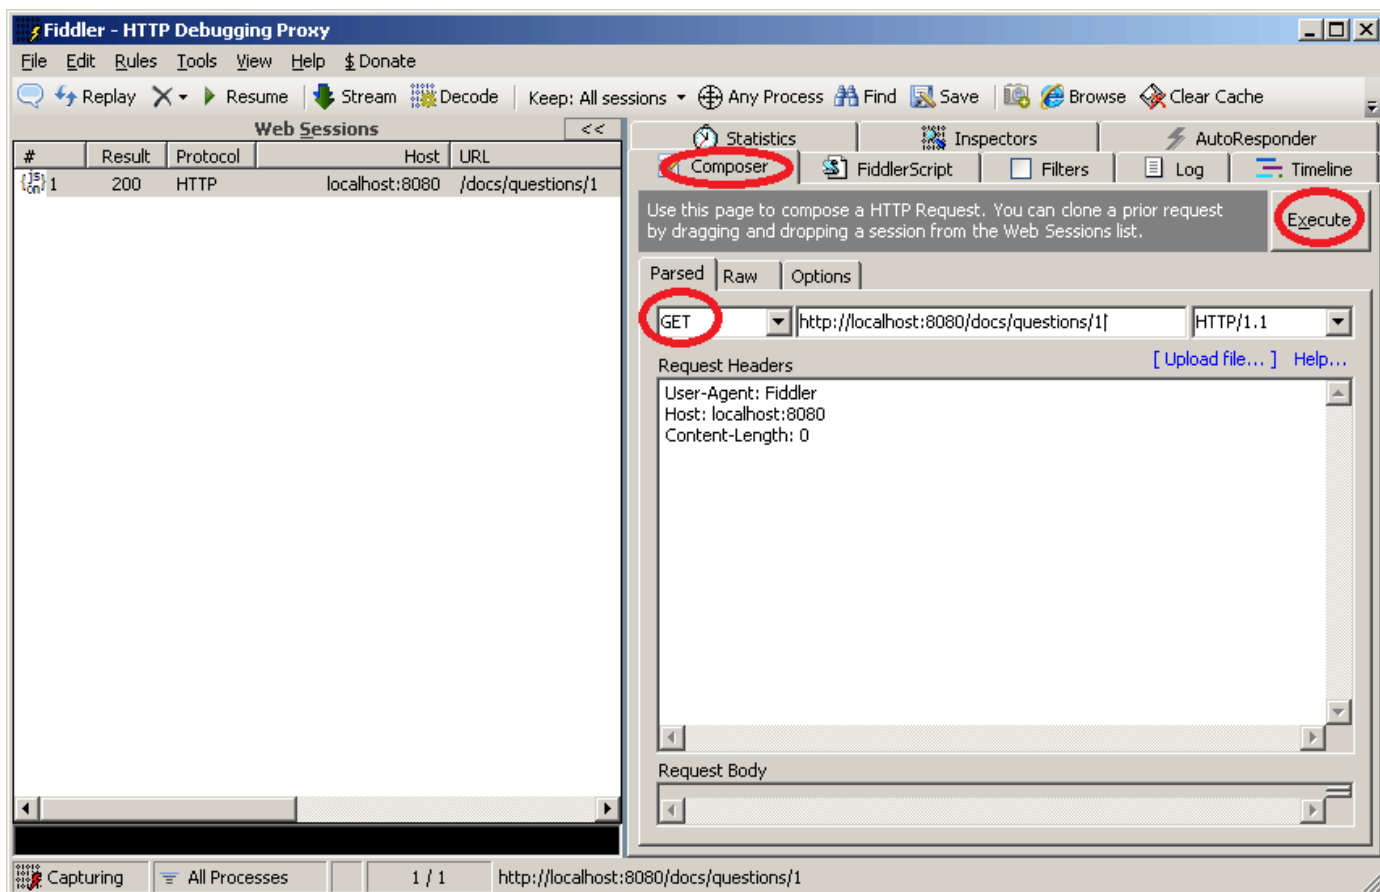 Fiddler - HTTP Debugging Proxy
File Edit Rules Tools View Help $ Donate
Replay Resume Stream Decode Keep: All sessions Any Process Find Save Browse Clear Cache
Web Sessions <<
# Result Protocol Host URL
1 200 HTTP localhost:8080 /docs/questions/1
Statistics Inspectors AutoResponder
Composer FiddlerScript Filters Log Timeline
Use this page to compose a HTTP Request. You can clone a prior request
by dragging and dropping a session from the Web Sessions list.
Execute
Parsed Raw Options
GET http://localhost:8080/docs/questions/1 HTTP/1.1
Request Headers [ Upload file... ] Help...
User-Agent: Fiddler
Host: localhost:8080
Content-Length: 0
Request Body
Capturing All Processes 1 / 1 http://localhost:8080/docs/questions/1